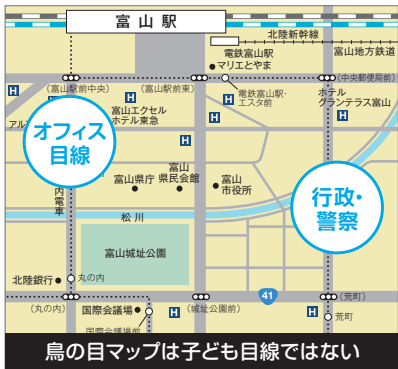 富山駅
北陸新幹線
電鉄富山駅
マリエとやま
富山地方鉄道
(富山駅前中央)
(富山駅前東)
(中央郵便局前)
電鉄富山駅・
エスタ前
H
H
H
H
H
富山エクセル
ホテル東急
ホテル
グランテラス富山
アル
オフィス
目線
富山県庁
富山
県民会館
富山
市役所
行政・
警察
内電車
松川
富山城址公園
北陸銀行
丸の内
41
(丸の内)
国際会議場
H
(城址公園前)
H
(荒町)
荒町
国際会議場前
鳥の目マップは子ども目線ではない